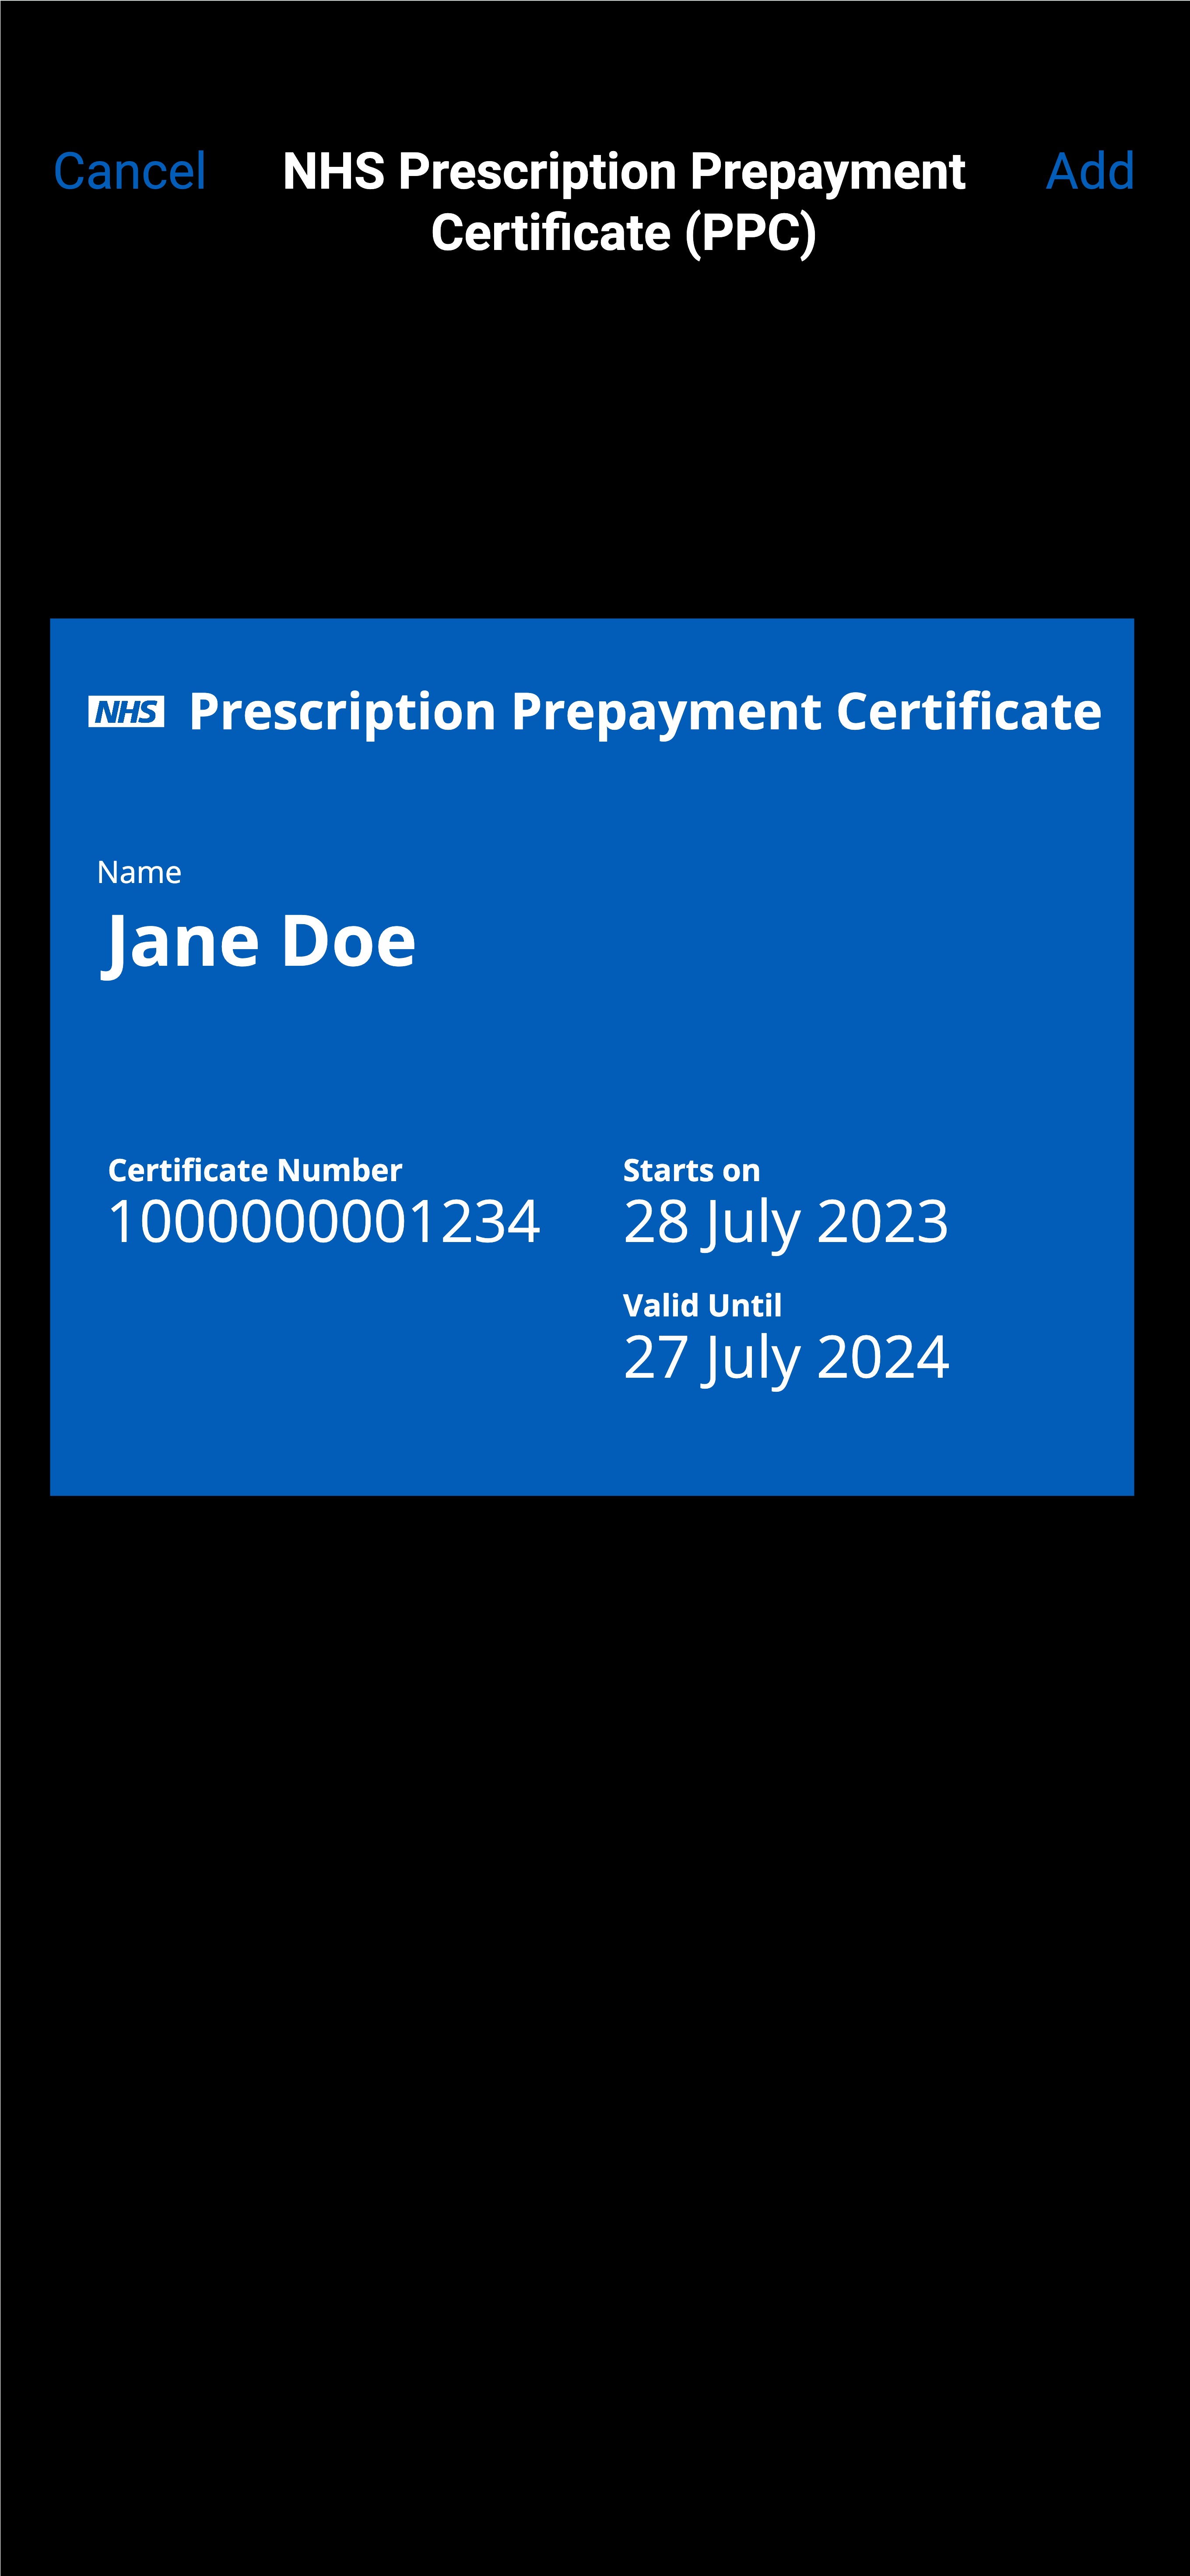 Cancel
NHS Prescription Prepayment
Certificate (PPC)
Add
NHS Prescription Prepayment Certificate
Name
Jane Doe
Certificate Number
1000000001234
Starts on
28 July 2023
Valid Until
27 July 2024